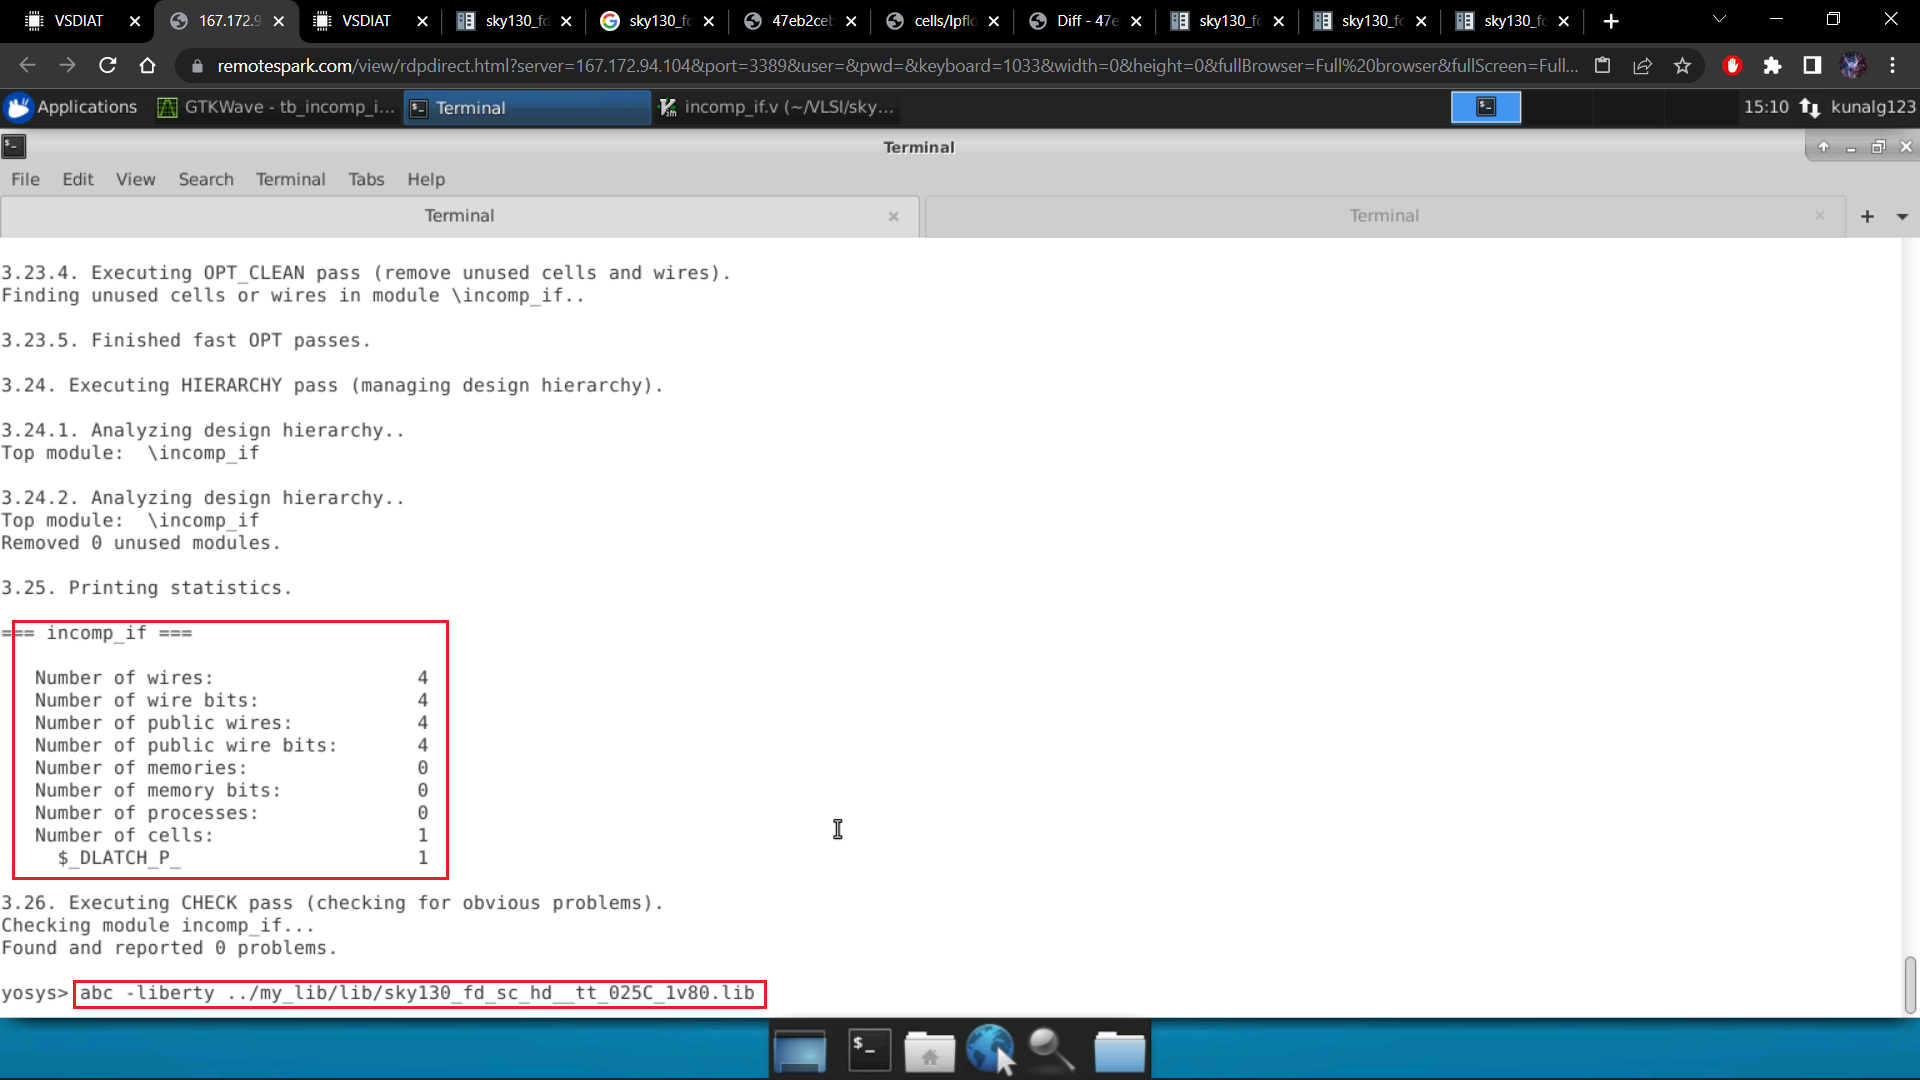 VSDIAT
167.172.9
VSDIAT
sky130_fd
sky130_fd
47eb2ceb
cells/lpflo
Diff - 47e
sky130_fd
sky130_fd
sky130_fd
remotespark.com/view/rdpdirect.html?server=167.172.94.104&port=3389&user=&pwd=&keyboard=1033&width=0&height=0&fullBrowser=Full%20browser&fullScreen=Full...
Applications
GTKWave - tb_incomp_i...
Terminal
incomp_if.v (~/VLSI/sky...
15:10
kunalg123
Terminal
File Edit View Search Terminal Tabs Help
Terminal
Terminal
3.23.4. Executing OPT_CLEAN pass (remove unused cells and wires).
Finding unused cells or wires in module \incomp_if..
3.23.5. Finished fast OPT passes.
3.24. Executing HIERARCHY pass (managing design hierarchy).
3.24.1. Analyzing design hierarchy..
Top module:  \incomp_if
3.24.2. Analyzing design hierarchy..
Top module:  \incomp_if
Removed 0 unused modules.
3.25. Printing statistics.
=== incomp_if ===
Number of wires: 4
Number of wire bits: 4
Number of public wires: 4
Number of public wire bits: 4
Number of memories: 0
Number of memory bits: 0
Number of processes: 0
Number of cells: 1
$_DLATCH_P_ 1
3.26. Executing CHECK pass (checking for obvious problems).
Checking module incomp_if...
Found and reported 0 problems.
yosys> abc -liberty ../my_lib/lib/sky130_fd_sc_hd__tt_025C_1v80.lib